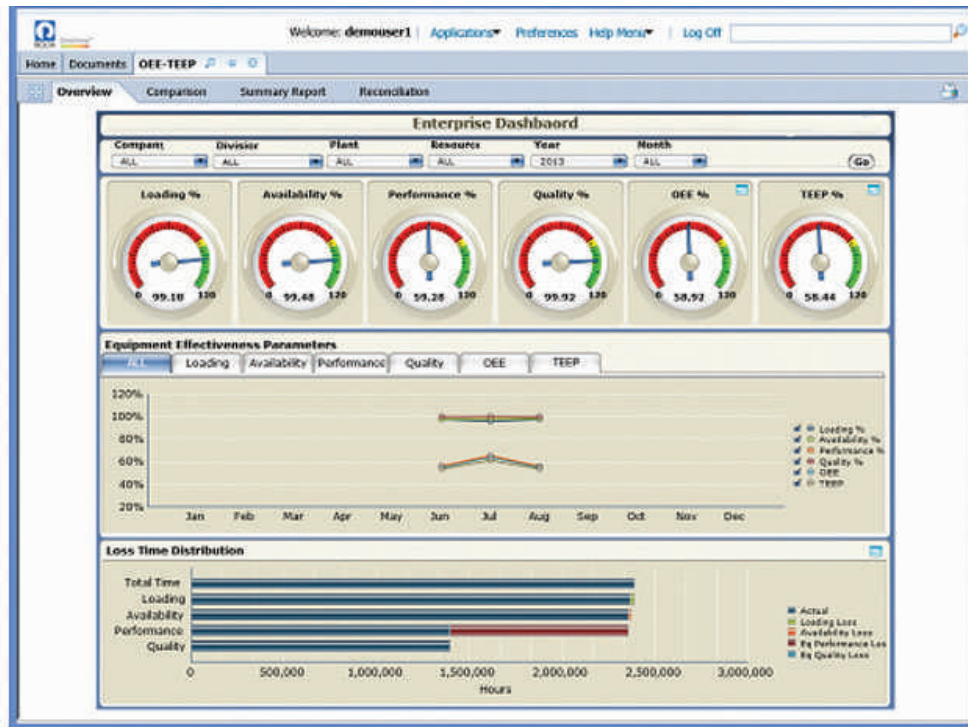 Welcome: demouser1 | Applications Preferences Help Menu | Log Off
Home Documents OEE-TEEP
Overview Comparison Summary Report Reconciliation
Enterprise Dashbaord
Company Division Plant Resource Year Month
ALL ALL ALL ALL 2013 ALL Go
Loading % Availability % Performance % Quality % OEE % TEEP %
0 99.10 120 0 99.48 120 0 59.28 120 0 99.92 120 0 58.92 120 0 58.44 120
Equipment Effectiveness Parameters
ALL Loading Availability Performance Quality OEE TEEP
120%
100%
80%
60%
40%
20%
Jan Feb Mar Apr May Jun Jul Aug Sep Oct Nov Dec
Loading %
Availability %
Performance %
Quality %
OEE
TEEP
Loss Time Distribution
Total Time
Loading
Availability
Performance
Quality
0 500,000 1,000,000 1,500,000 2,000,000 2,500,000 3,000,000
Hours
Actual
Loading Loss
Availability Loss
Eq Performance Los
Eq Quality Loss